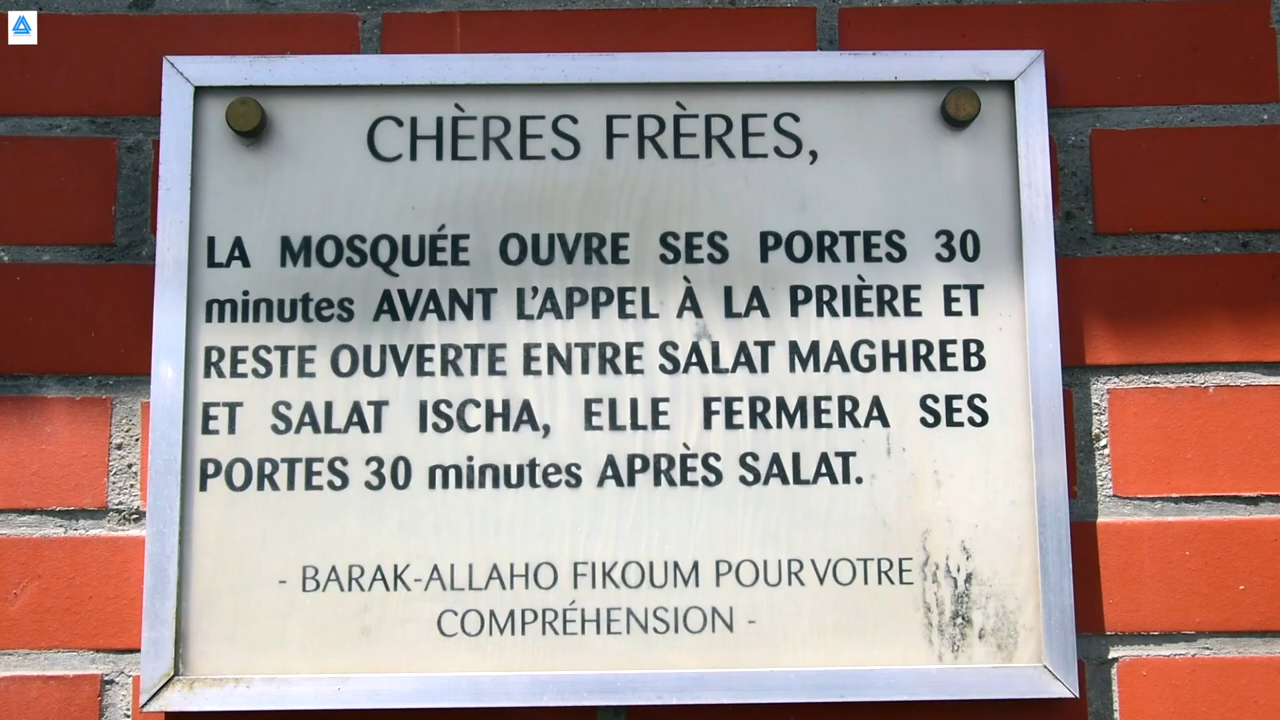 CHÈRES FRÈRES,
LA MOSQUÉE OUVRE SES PORTES 30
minutes AVANT L'APPEL À LA PRIÈRE ET
RESTE OUVERTE ENTRE SALAT MAGHREB
ET SALAT ISCHA, ELLE FERMERA SES
PORTES 30 minutes APRÈS SALAT.
- BARAK-ALLAHO FIKOUM POUR VOTRE
COMPRÉHENSION -